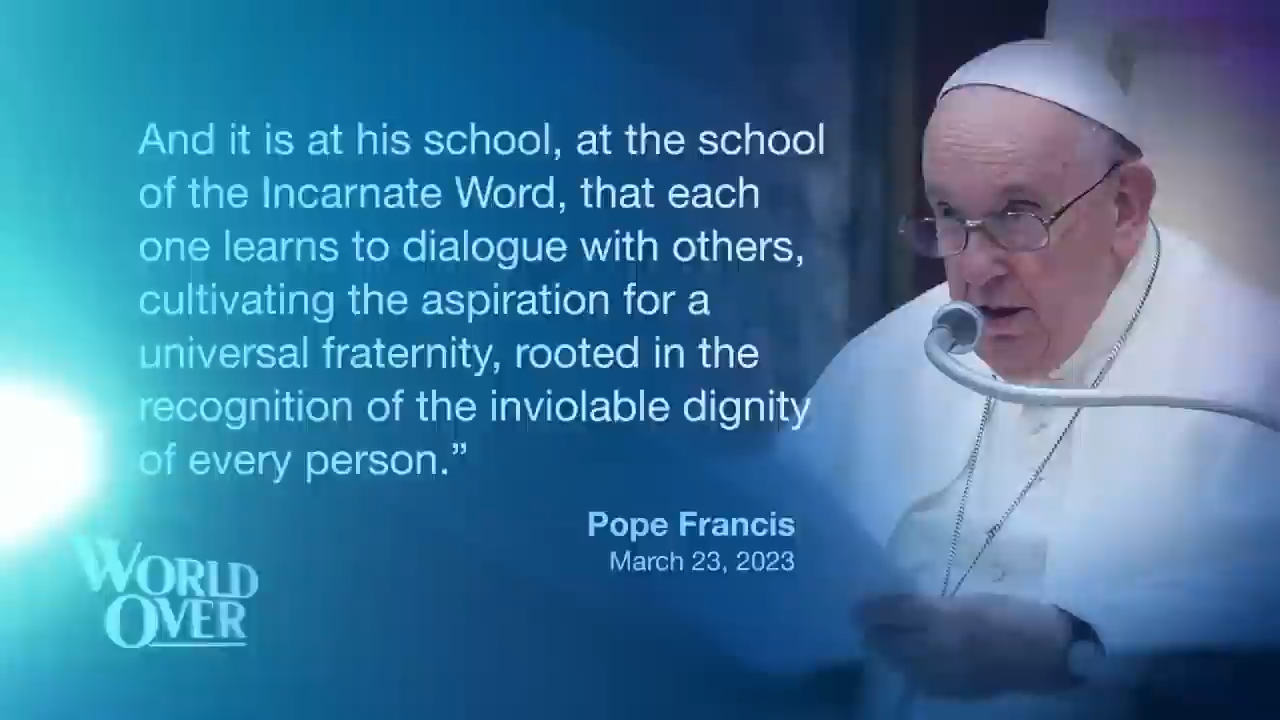 And it is at his school, at the school
of the Incarnate Word, that each
one learns to dialogue with others,
cultivating the aspiration for a
universal fraternity, rooted in the
recognition of the inviolable dignity
of every person.”
Pope Francis
March 23, 2023
WORLD
OVER